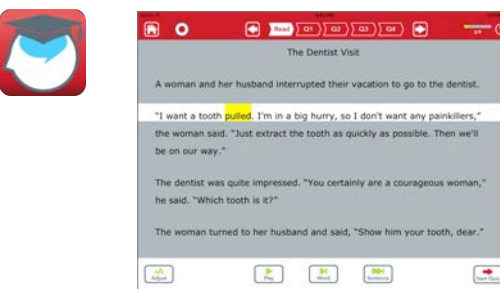 Read Q1 Q2 Q3 Q4
The Dentist Visit
A woman and her husband interrupted their vacation to go to the dentist.
"I want a tooth pulled. I'm in a big hurry, so I don't want any painkillers,"
the woman said. "Just extract the tooth as quickly as possible. Then we'll
be on our way."
The dentist was quite impressed. "You certainly are a courageous woman,"
he said. "Which tooth is it?"
The woman turned to her husband and said, "Show him your tooth, dear."
Adjust Play Word Sentence Start Quiz